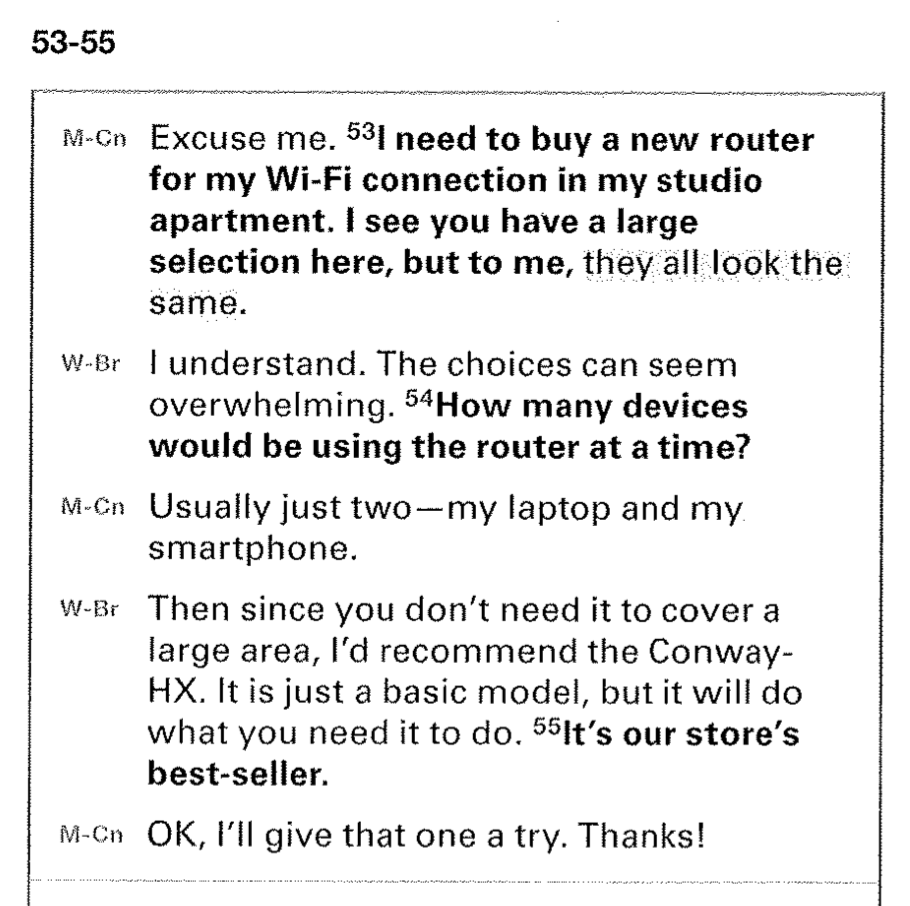 53-55
M-Cn Excuse me. 53I need to buy a new router
for my Wi-Fi connection in my studio
apartment. I see you have a large
selection here, but to me, they all look the
same.
W-Br I understand. The choices can seem
overwhelming. 54How many devices
would be using the router at a time?
M-Cn Usually just two—my laptop and my
smartphone.
W-Br Then since you don't need it to cover a
large area, I'd recommend the Conway-
HX. It is just a basic model, but it will do
what you need it to do. 55It's our store's
best-seller.
M-Cn OK, I'll give that one a try. Thanks!